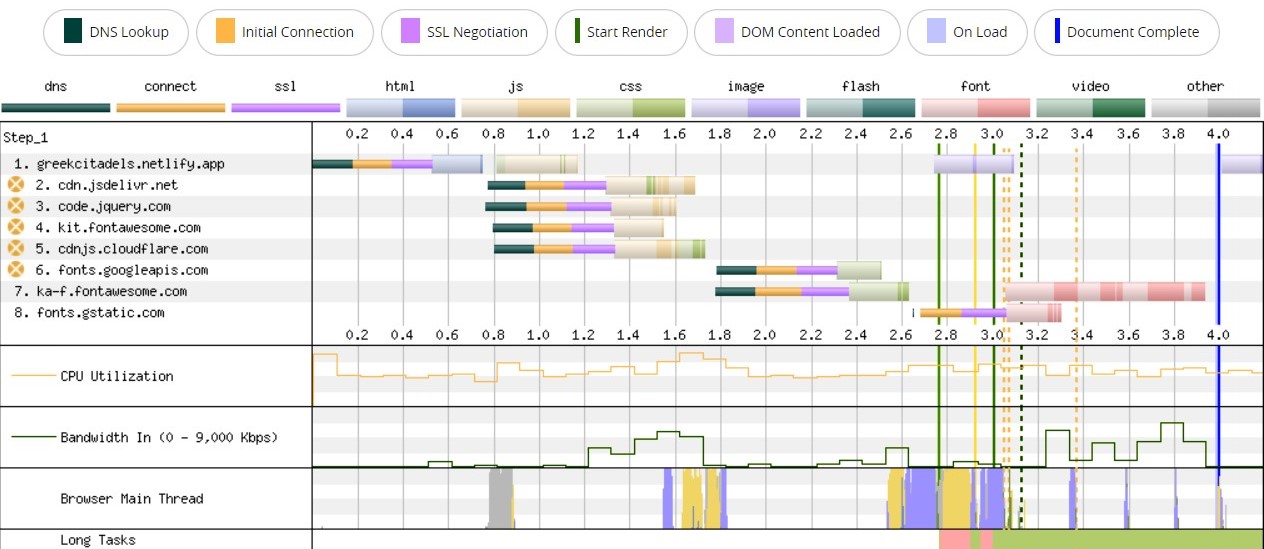 DNS Lookup Initial Connection SSL Negotiation Start Render DOM Content Loaded On Load Document Complete
dns connect ssl html js css image flash font video other
Step_1 0.2 0.4 0.6 0.8 1.0 1.2 1.4 1.6 1.8 2.0 2.2 2.4 2.6 2.8 3.0 3.2 3.4 3.6 3.8 4.0
1. greekcitadels.netlify.app
2. cdn.jsdelivr.net
3. code.jquery.com
4. kit.fontawesome.com
5. cdnjs.cloudflare.com
6. fonts.googleapis.com
7. ka-f.fontawesome.com
8. fonts.gstatic.com
0.2 0.4 0.6 0.8 1.0 1.2 1.4 1.6 1.8 2.0 2.2 2.4 2.6 2.8 3.0 3.2 3.4 3.6 3.8 4.0
CPU Utilization
Bandwidth In (0 - 9,000 Kbps)
Browser Main Thread
Long Tasks